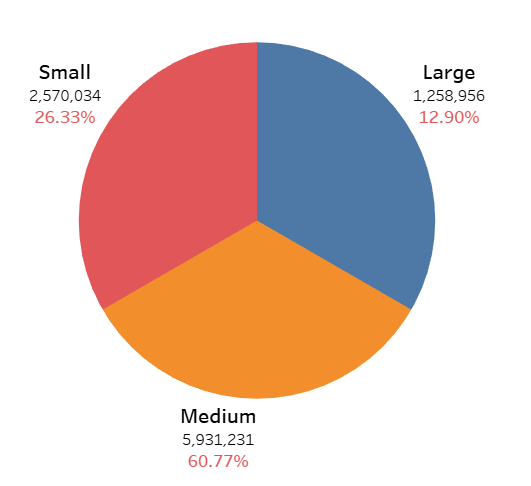 Small
2,570,034
26.33%
Large
1,258,956
12.90%
Medium
5,931,231
60.77%